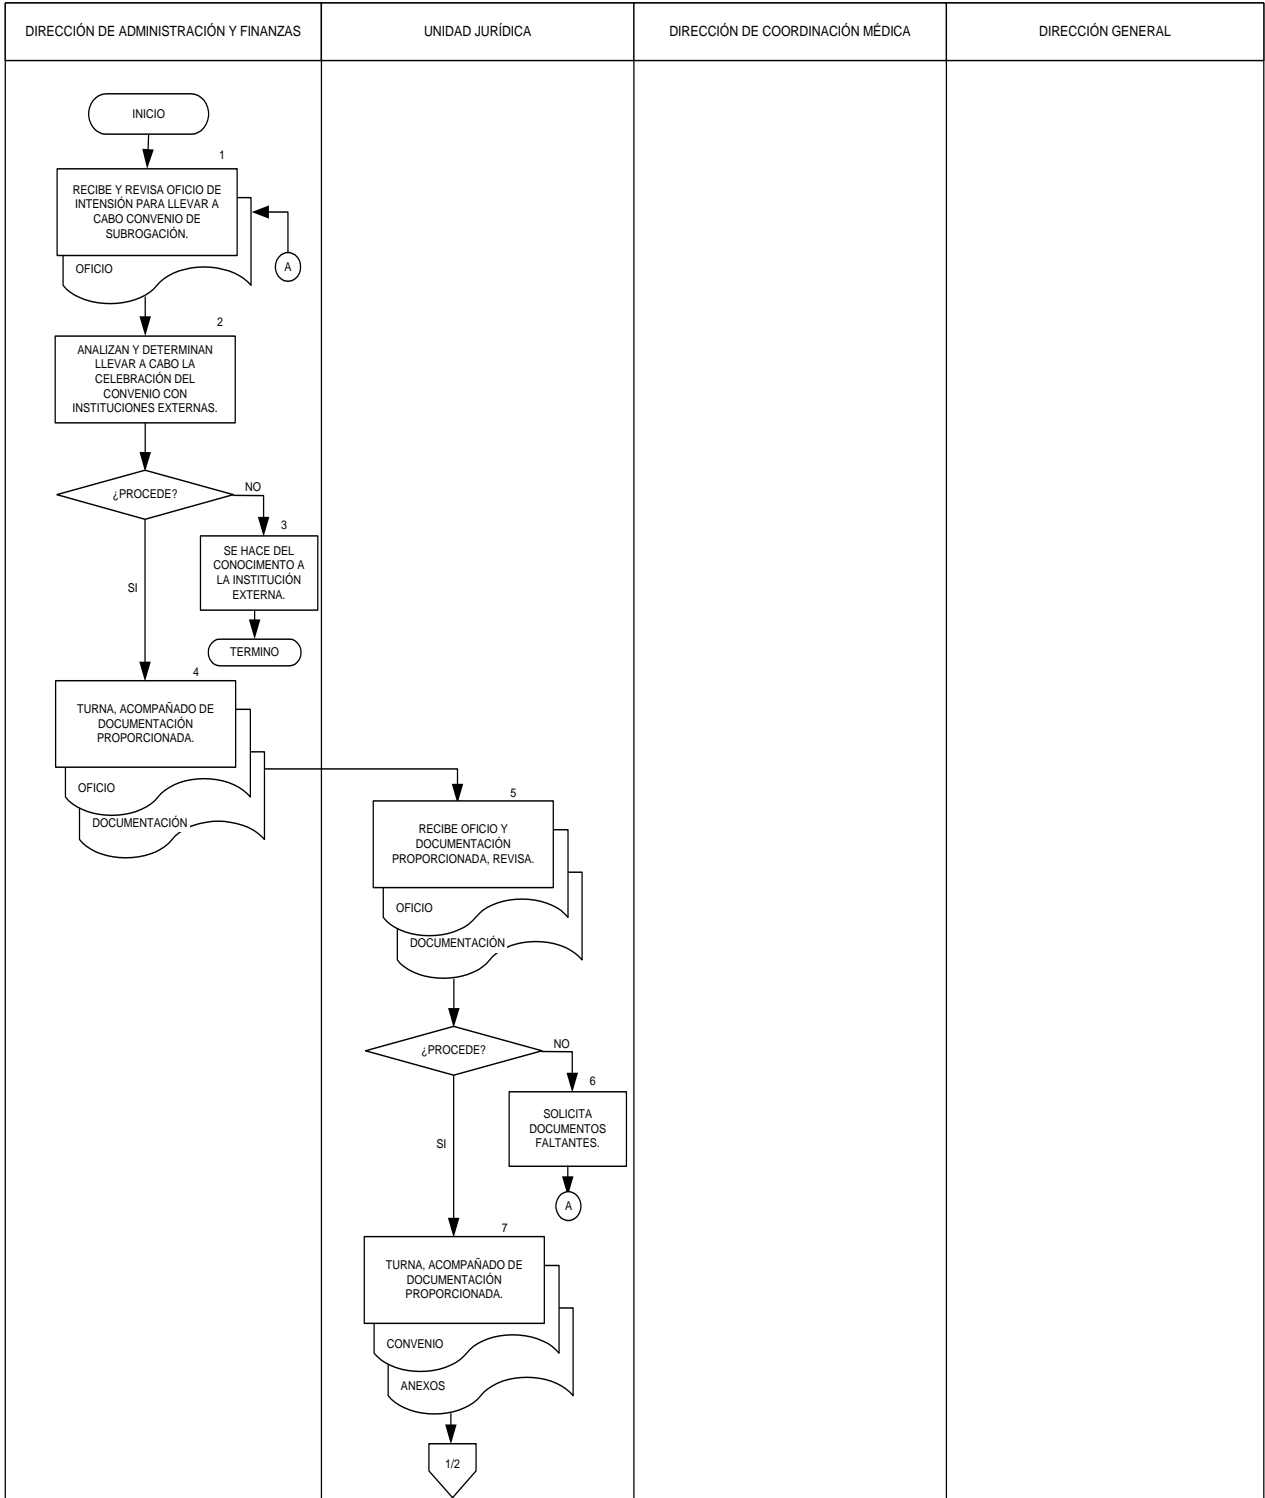 DIRECCIÓN DE ADMINISTRACIÓN Y FINANZAS
UNIDAD JURÍDICA
DIRECCIÓN DE COORDINACIÓN MÉDICA
DIRECCIÓN GENERAL
INICIO
1
RECIBE Y REVISA OFICIO DE
INTENSIÓN PARA LLEVAR A
CABO CONVENIO DE
SUBROGACIÓN.
OFICIO
A
2
ANALIZAN Y DETERMINAN
LLEVAR A CABO LA
CELEBRACIÓN DEL
CONVENIO CON
INSTITUCIONES EXTERNAS.
¿PROCEDE?
NO
3
SE HACE DEL
CONOCIMIENTO A
LA INSTITUCIÓN
EXTERNA.
SI
TERMINO
4
TURNA, ACOMPAÑADO DE
DOCUMENTACIÓN
PROPORCIONADA.
OFICIO
DOCUMENTACIÓN
5
RECIBE OFICIO Y
DOCUMENTACIÓN
PROPORCIONADA, REVISA.
OFICIO
DOCUMENTACIÓN
¿PROCEDE?
NO
6
SOLICITA
DOCUMENTOS
FALTANTES.
SI
A
7
TURNA, ACOMPAÑADO DE
DOCUMENTACIÓN
PROPORCIONADA.
CONVENIO
ANEXOS
1/2